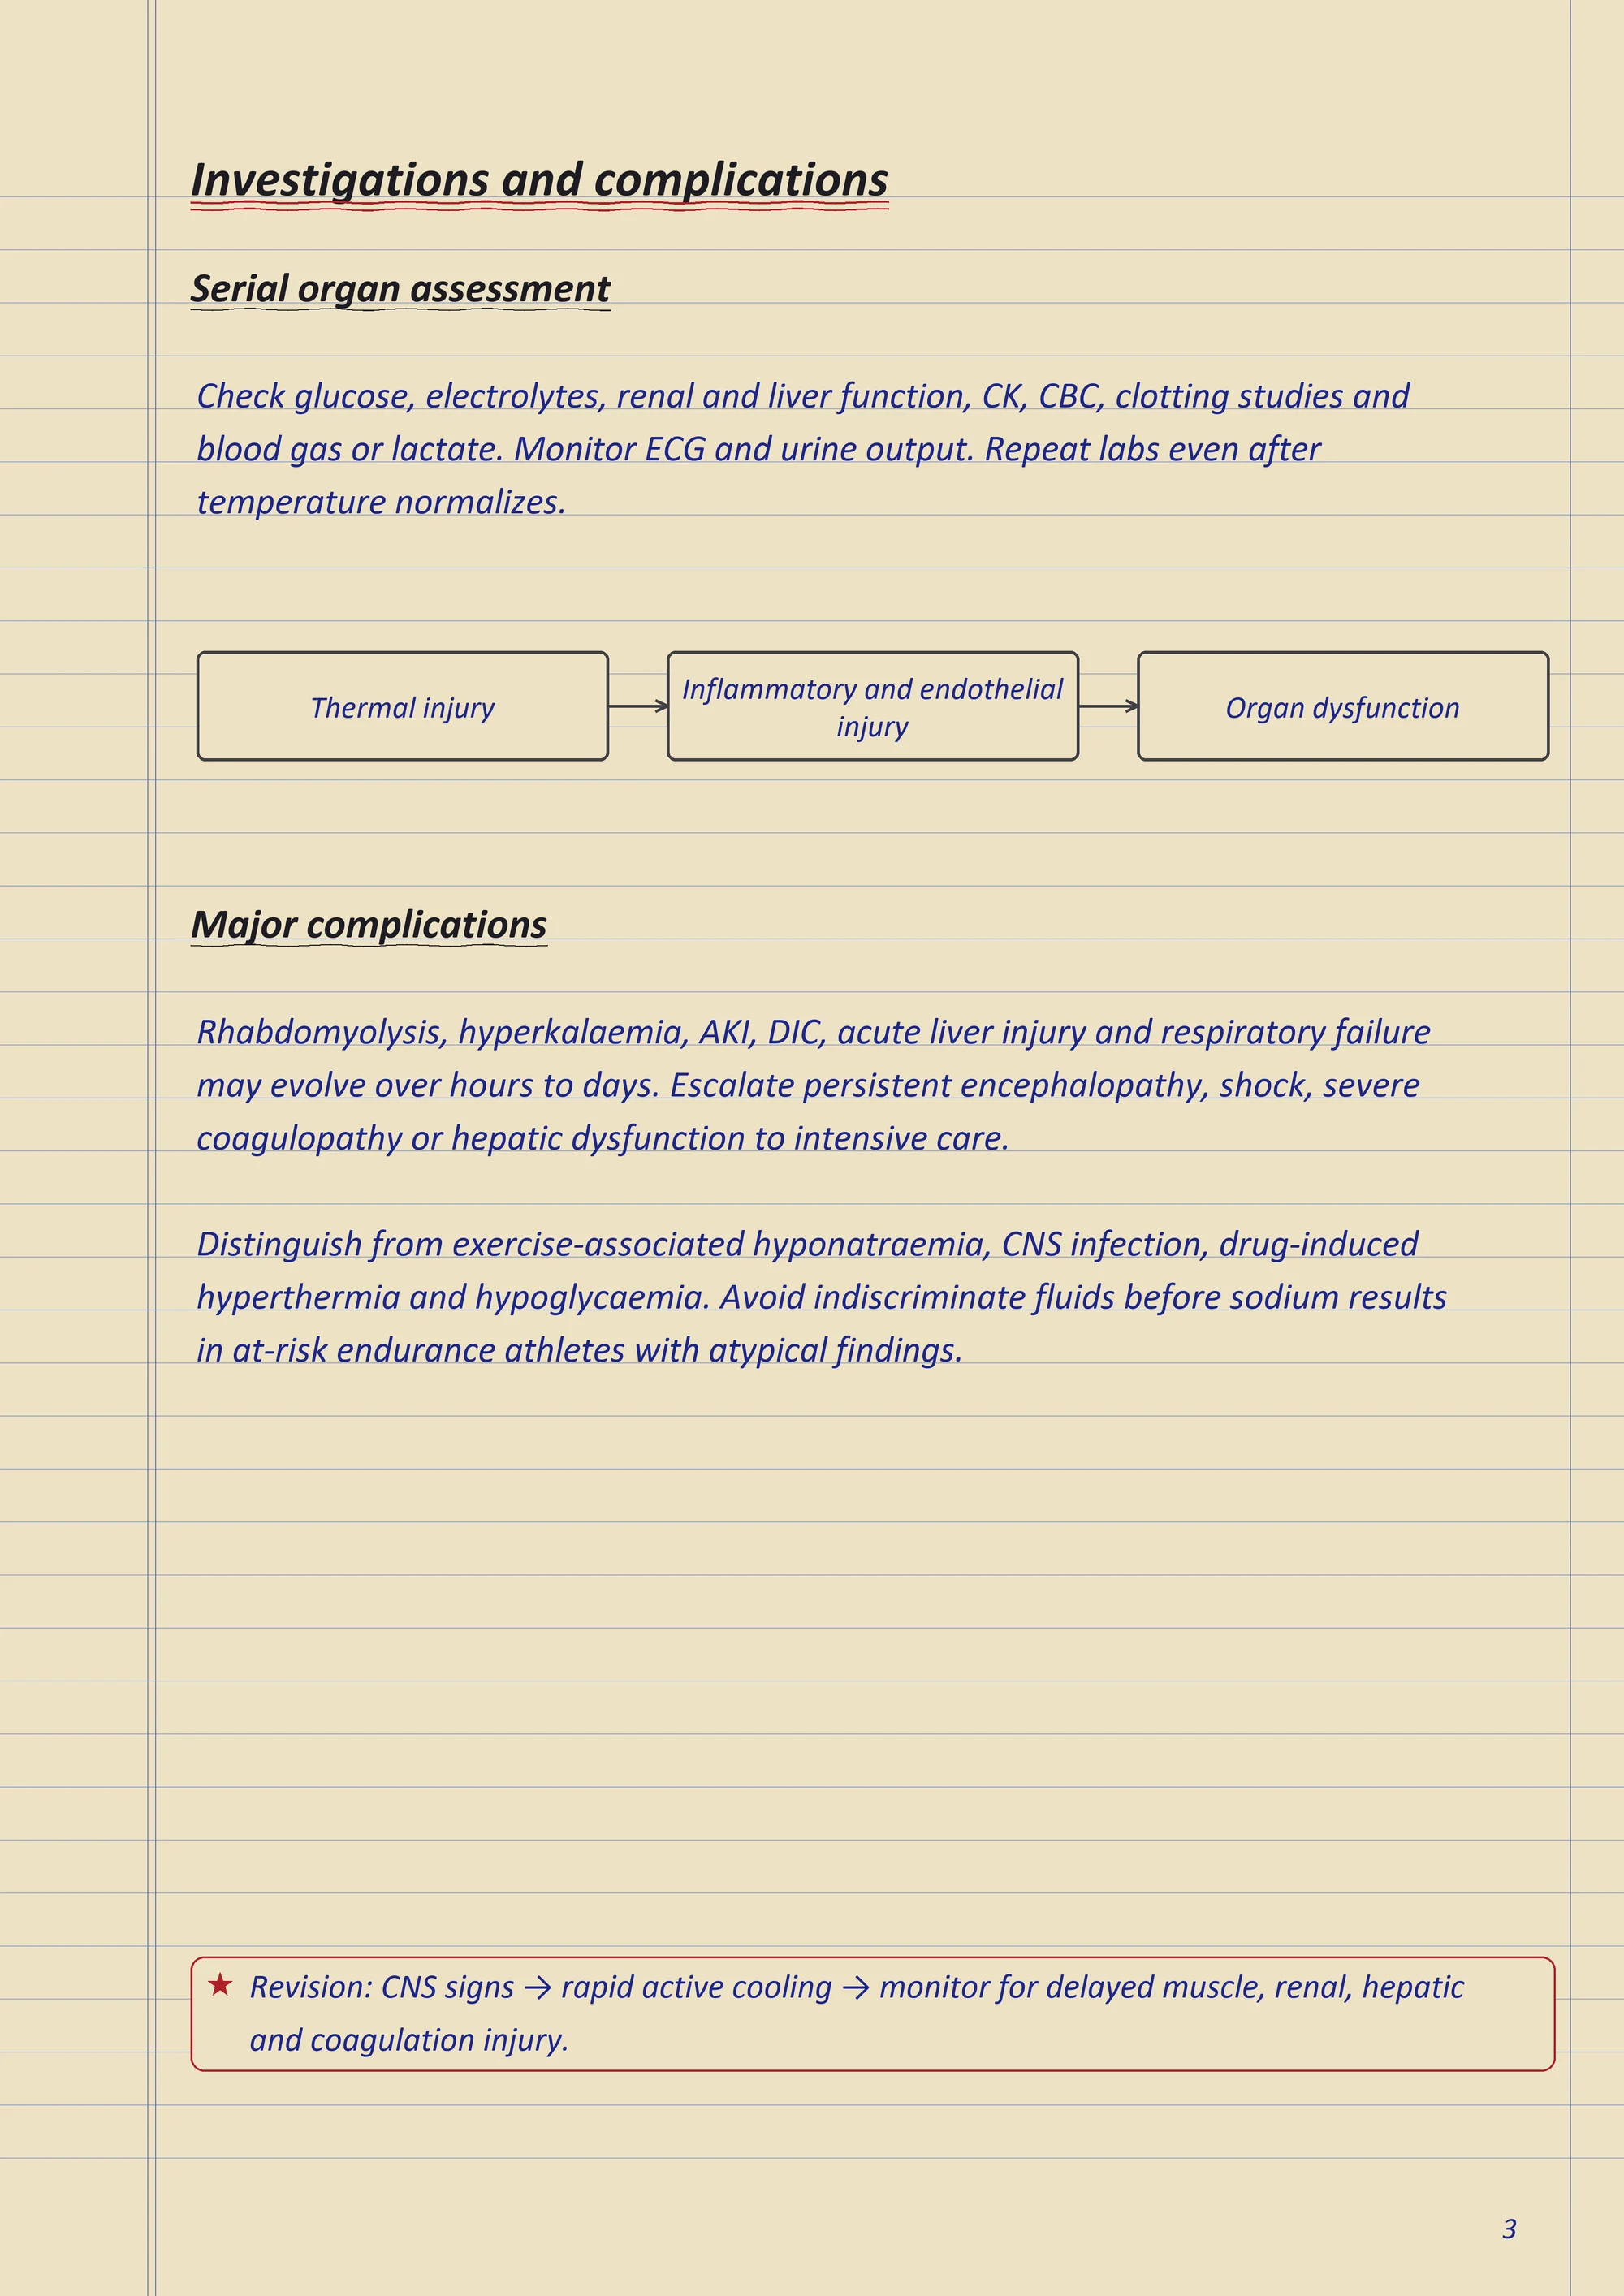 Investigations and complications
Serial organ assessment
Check glucose, electrolytes, renal and liver function, CK, CBC, clotting studies and
blood gas or lactate. Monitor ECG and urine output. Repeat labs even after
temperature normalizes.
Thermal injury
Inflammatory and endothelial
injury
Organ dysfunction
Major complications
Rhabdomyolysis, hyperkalaemia, AKI, DIC, acute liver injury and respiratory failure
may evolve over hours to days. Escalate persistent encephalopathy, shock, severe
coagulopathy or hepatic dysfunction to intensive care.
Distinguish from exercise-associated hyponatraemia, CNS infection, drug-induced
hyperthermia and hypoglycaemia. Avoid indiscriminate fluids before sodium results
in at-risk endurance athletes with atypical findings.
★ Revision: CNS signs → rapid active cooling → monitor for delayed muscle, renal, hepatic
and coagulation injury.
3